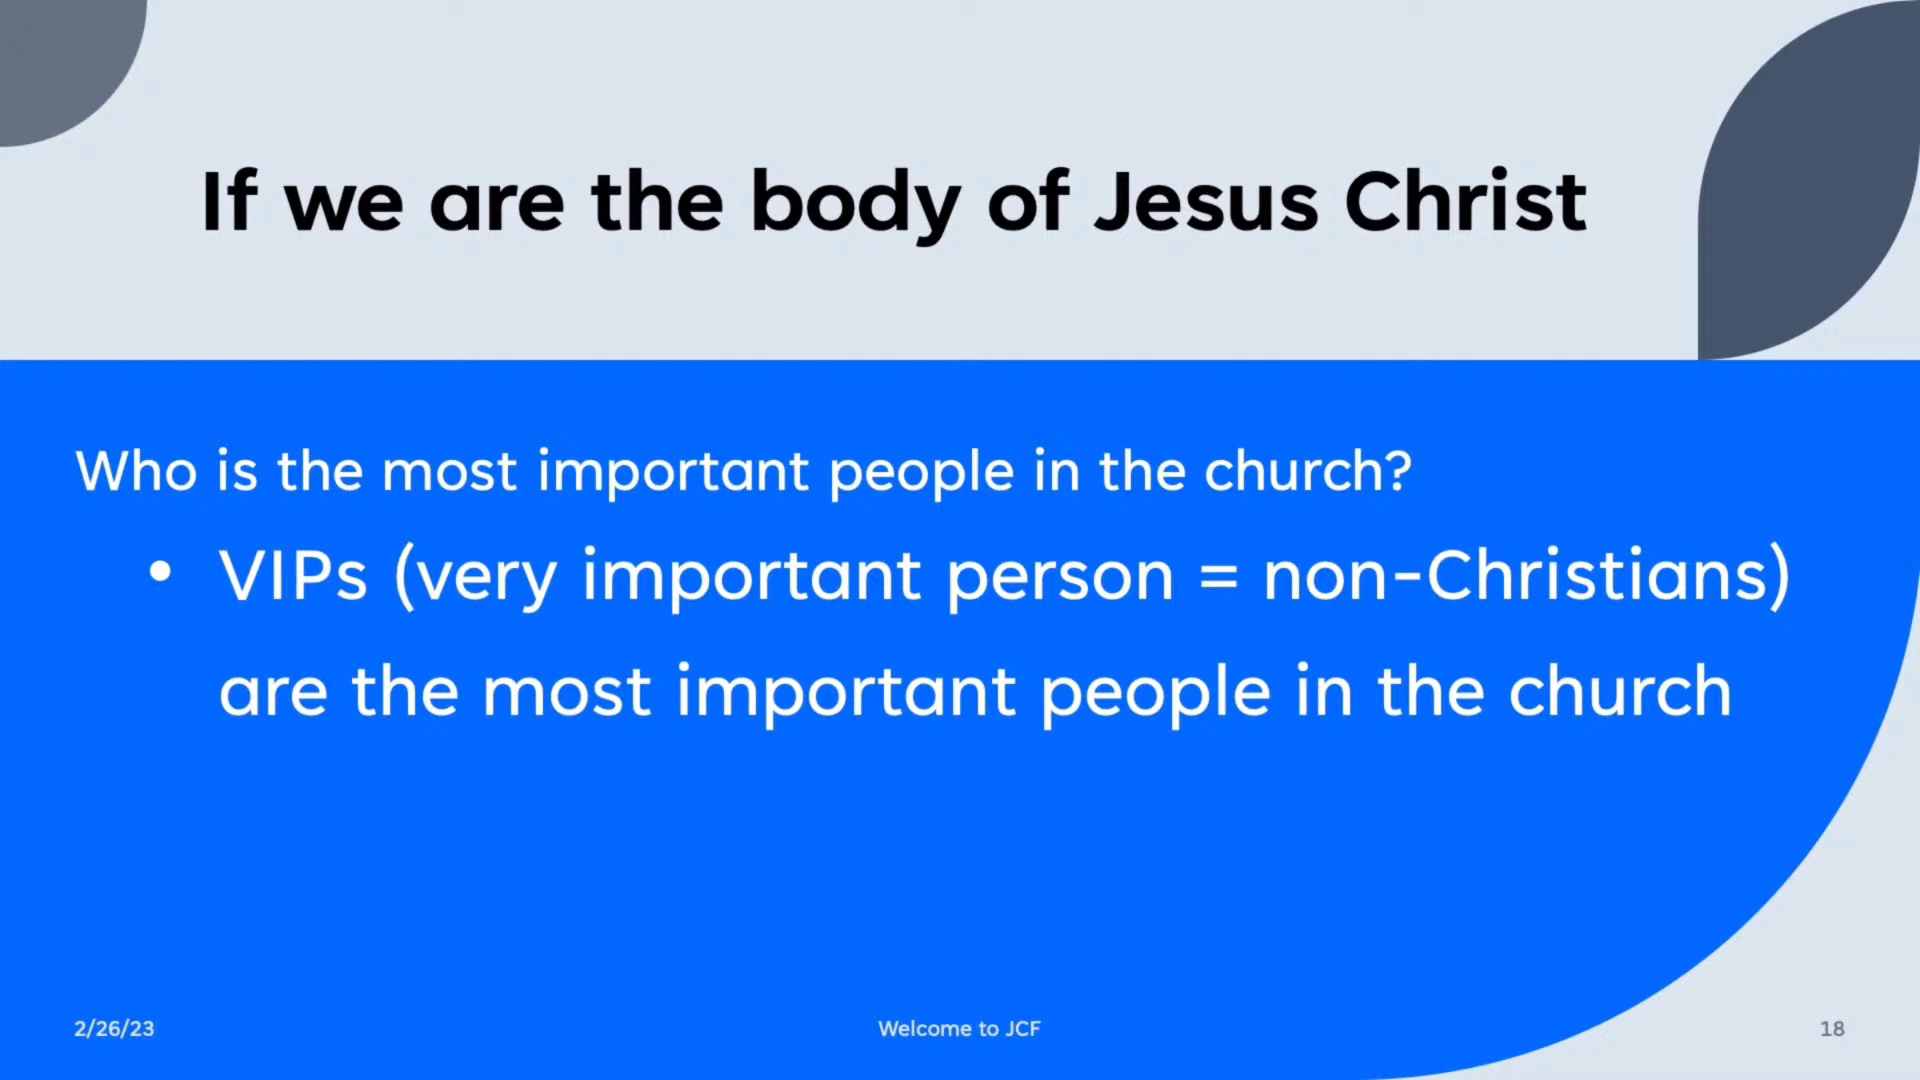 If we are the body of Jesus Christ
Who is the most important people in the church?
• VIPs (very important person = non-Christians)
are the most important people in the church
2/26/23
Welcome to JCF
18